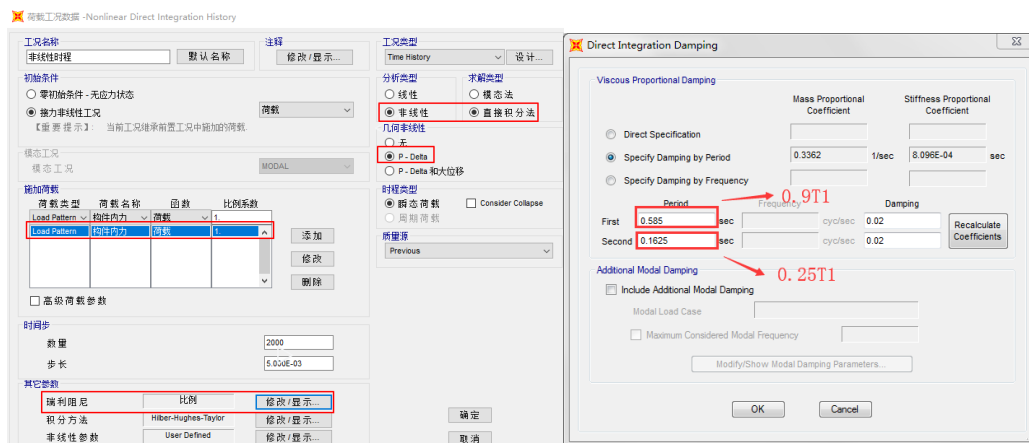 荷载工况数据 -Nonlinear Direct Integration History
工况名称
非线性时程
默认名称
注释
修改/显示...
工况类型
Time History
设计...
初始条件
零初始条件 - 无应力状态
接力非线性工况
荷载
【重要提示】: 当前工况继承前置工况中施加的荷载
分析类型
线性
非线性
求解类型
模态法
直接积分法
几何非线性
无
P - Delta
P - Delta 和大位移
模态工况
模态工况
MODAL
施加荷载
荷载类型 荷载名称 函数 比例系数
Load Pattern 构件内力 荷载 1.
Load Pattern 构件内力 荷载 1.
添加
修改
删除
高级荷载参数
时程类型
瞬态荷载
Consider Collapse
周期荷载
质量源
Previous
时间步
数量 2000
步长 5.000E-03
其它参数
瑞利阻尼 比例 修改/显示...
积分方法 Hilber-Hughes-Taylor 修改/显示...
非线性参数 User Defined 修改/显示...
确定
取消
Direct Integration Damping
Viscous Proportional Damping
Mass Proportional Coefficient
Stiffness Proportional Coefficient
Direct Specification
Specify Damping by Period 0.3362 1/sec 8.096E-04 sec
Specify Damping by Frequency
Period Frequency Damping
0.9T1
First 0.585 sec cyc/sec 0.02
Second 0.1625 sec cyc/sec 0.02
Recalculate Coefficients
0.25T1
Additional Modal Damping
Include Additional Modal Damping
Modal Load Case
Maximum Considered Modal Frequency
Modify/Show Modal Damping Parameters...
OK
Cancel